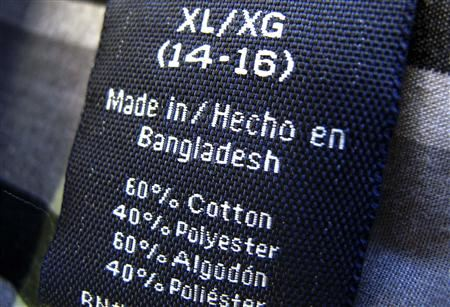 XL/XG
(14-16)
Made in/Hecho en
Bangladesh
60% Cotton
40% Polyester
60% Algodón
40% Poliéster